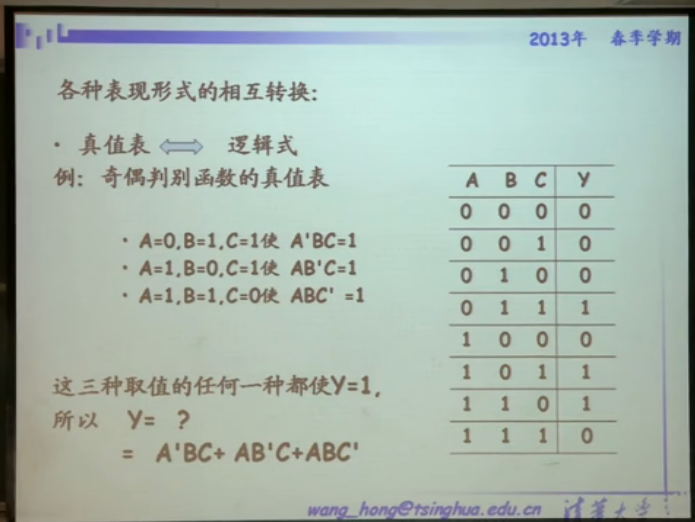 2013年 春季学期
各种表现形式的相互转换:
· 真值表 逻辑式
例: 奇偶判别函数的真值表
· A=0,B=1,C=1使 A'BC=1
· A=1,B=0,C=1使 AB'C=1
· A=1,B=1,C=0使 ABC' =1
这三种取值的任何一种都使Y=1,
所以 Y= ?
= A'BC+ AB'C+ABC'
A B C Y
0 0 0 0
0 0 1 0
0 1 0 0
0 1 1 1
1 0 0 0
1 0 1 1
1 1 0 1
1 1 1 0
wang_hong@tsinghua.edu.cn 清华大学